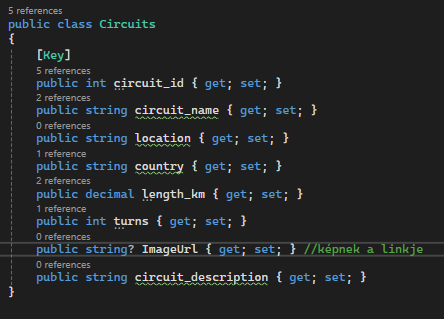 5 references
public class Circuits
{
[Key]
5 references
public int circuit_id { get; set; }
2 references
public string circuit_name { get; set; }
0 references
public string location { get; set; }
1 reference
public string country { get; set; }
2 references
public decimal length_km { get; set; }
1 reference
public int turns { get; set; }
0 references
public string? ImageUrl { get; set; } //képnek a linkje
0 references
public string circuit_description { get; set; }
}